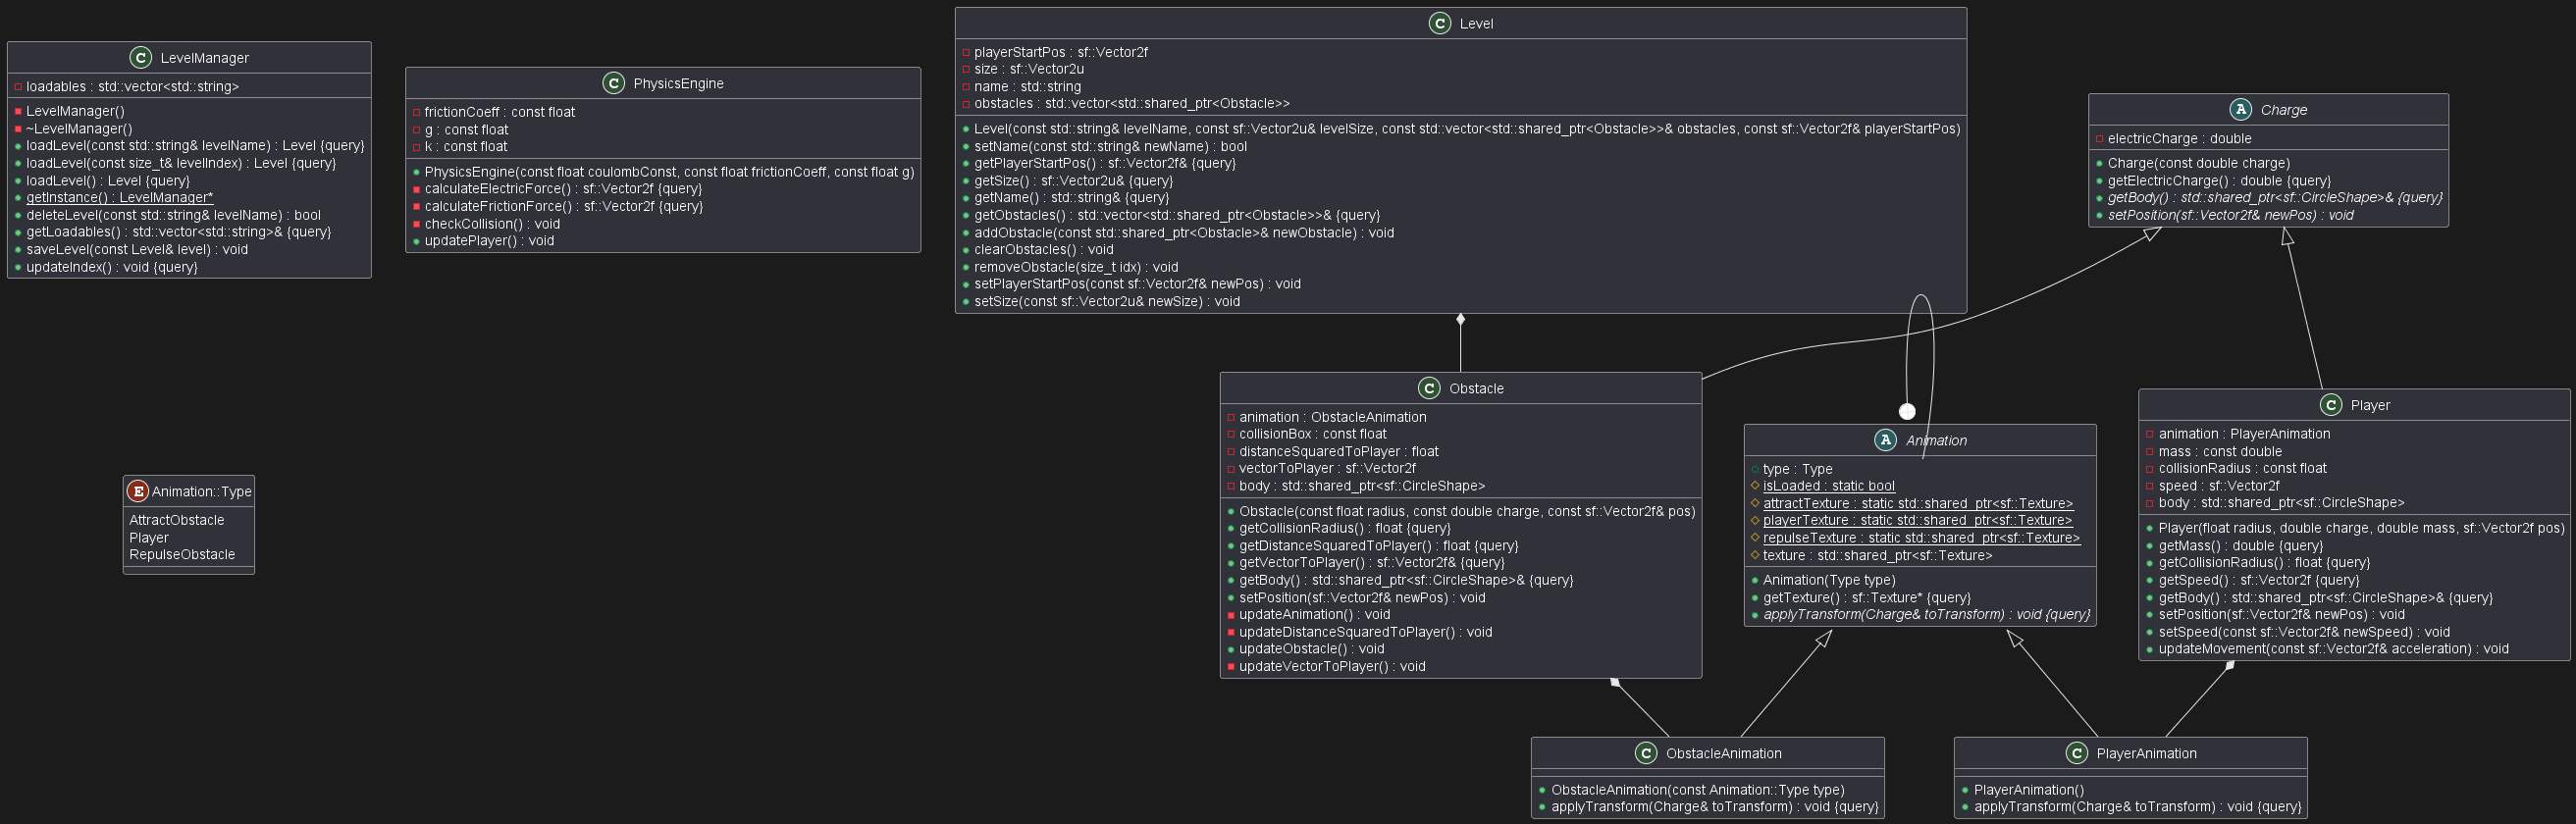 C LevelManager
loadables : std::vector<std::string>
LevelManager()
~LevelManager()
loadLevel(const std::string& levelName) : Level {query}
loadLevel(const size_t& levelIndex) : Level {query}
loadLevel() : Level {query}
getInstance() : LevelManager*
deleteLevel(const std::string& levelName) : bool
getLoadables() : std::vector<std::string>& {query}
saveLevel(const Level& level) : void
updateIndex() : void {query}
C PhysicsEngine
frictionCoeff : const float
g : const float
k : const float
PhysicsEngine(const float coulombConst, const float frictionCoeff, const float g)
calculateElectricForce() : sf::Vector2f {query}
calculateFrictionForce() : sf::Vector2f {query}
checkCollision() : void
updatePlayer() : void
C Level
playerStartPos : sf::Vector2f
size : sf::Vector2u
name : std::string
obstacles : std::vector<std::shared_ptr<Obstacle>>
Level(const std::string& levelName, const sf::Vector2u& levelSize, const std::vector<std::shared_ptr<Obstacle>>& obstacles, const sf::Vector2f& playerStartPos)
setName(const std::string& newName) : bool
getPlayerStartPos() : sf::Vector2f& {query}
getSize() : sf::Vector2u& {query}
getName() : std::string& {query}
getObstacles() : std::vector<std::shared_ptr<Obstacle>>& {query}
addObstacle(const std::shared_ptr<Obstacle>& newObstacle) : void
clearObstacles() : void
removeObstacle(size_t idx) : void
setPlayerStartPos(const sf::Vector2f& newPos) : void
setSize(const sf::Vector2u& newSize) : void
A Charge
electricCharge : double
Charge(const double charge)
getElectricCharge() : double {query}
getBody() : std::shared_ptr<sf::CircleShape>& {query}
setPosition(sf::Vector2f& newPos) : void
E Animation::Type
AttractObstacle
Player
RepulseObstacle
C Obstacle
animation : ObstacleAnimation
collisionBox : const float
distanceSquaredToPlayer : float
vectorToPlayer : sf::Vector2f
body : std::shared_ptr<sf::CircleShape>
Obstacle(const float radius, const double charge, const sf::Vector2f& pos)
getCollisionRadius() : float {query}
getDistanceSquaredToPlayer() : float {query}
getVectorToPlayer() : sf::Vector2f& {query}
getBody() : std::shared_ptr<sf::CircleShape>& {query}
setPosition(sf::Vector2f& newPos) : void
updateAnimation() : void
updateDistanceSquaredToPlayer() : void
updateObstacle() : void
updateVectorToPlayer() : void
A Animation
type : Type
isLoaded : static bool
attractTexture : static std::shared_ptr<sf::Texture>
playerTexture : static std::shared_ptr<sf::Texture>
repulseTexture : static std::shared_ptr<sf::Texture>
texture : std::shared_ptr<sf::Texture>
Animation(Type type)
getTexture() : sf::Texture* {query}
applyTransform(Charge& toTransform) : void {query}
C Player
animation : PlayerAnimation
mass : const double
collisionRadius : const float
speed : sf::Vector2f
body : std::shared_ptr<sf::CircleShape>
Player(float radius, double charge, double mass, sf::Vector2f pos)
getMass() : double {query}
getCollisionRadius() : float {query}
getSpeed() : sf::Vector2f {query}
getBody() : std::shared_ptr<sf::CircleShape>& {query}
setPosition(sf::Vector2f& newPos) : void
setSpeed(const sf::Vector2f& newSpeed) : void
updateMovement(const sf::Vector2f& acceleration) : void
C ObstacleAnimation
ObstacleAnimation(const Animation::Type type)
applyTransform(Charge& toTransform) : void {query}
C PlayerAnimation
PlayerAnimation()
applyTransform(Charge& toTransform) : void {query}